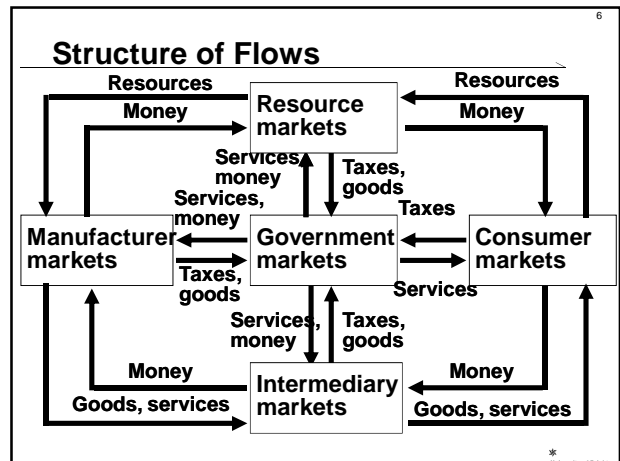 6
Structure of Flows
Resources
Resources
Money
Money
Resource
markets
Services,
money
Taxes,
goods
Services,
money
Taxes
Manufacturer
markets
Government
markets
Consumer
markets
Taxes,
goods
Services
Services,
money
Taxes,
goods
Money
Money
Intermediary
markets
Goods, services
Goods, services